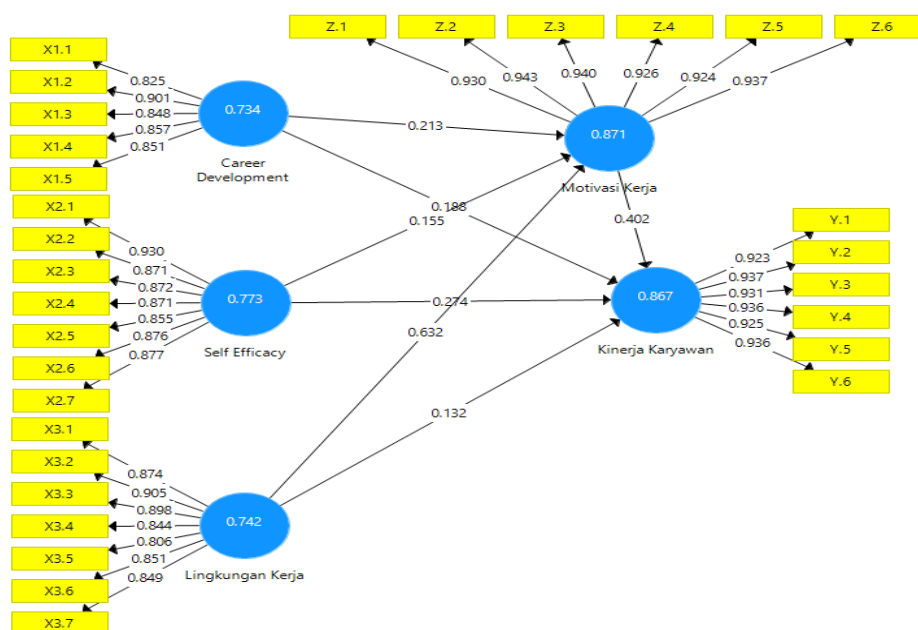 Z.1
Z.2
Z.3
Z.4
Z.5
Z.6
0.930
0.943
0.940
0.926
0.924
0.937
X1.1
X1.2
X1.3
X1.4
X1.5
0.825
0.901
0.848
0.857
0.851
0.734
Career
Development
0.213
0.871
Motivasi Kerja
0.188
0.155
0.402
X2.1
X2.2
X2.3
X2.4
X2.5
X2.6
X2.7
0.930
0.871
0.872
0.871
0.855
0.876
0.877
0.773
Self Efficacy
0.274
0.632
0.132
0.867
Kinerja Karyawan
0.923
0.937
0.931
0.936
0.925
0.936
Y.1
Y.2
Y.3
Y.4
Y.5
Y.6
X3.1
X3.2
X3.3
X3.4
X3.5
X3.6
X3.7
0.874
0.905
0.898
0.844
0.806
0.851
0.849
0.742
Lingkungan Kerja